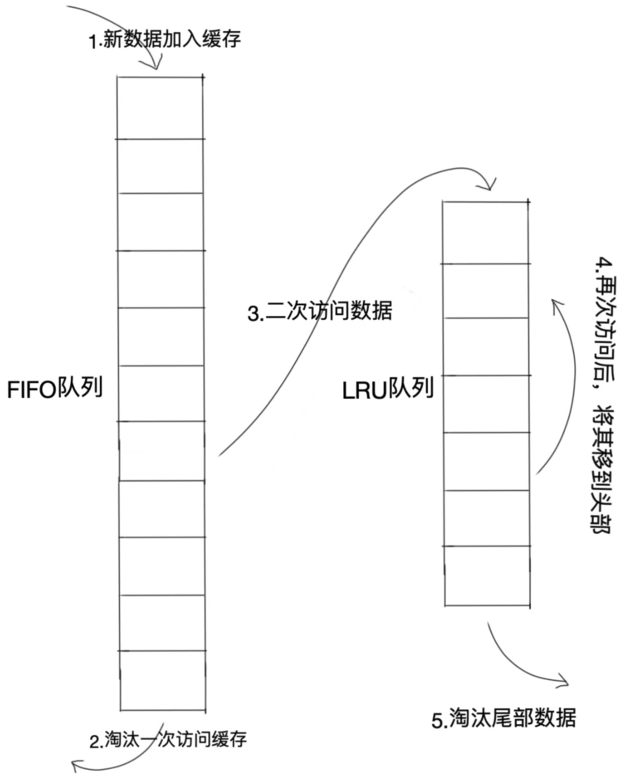 1.新数据加入缓存
3.二次访问数据
FIFO队列
LRU队列
4.再次访问后，将其移到头部
2.淘汰一次访问缓存
5.淘汰尾部数据